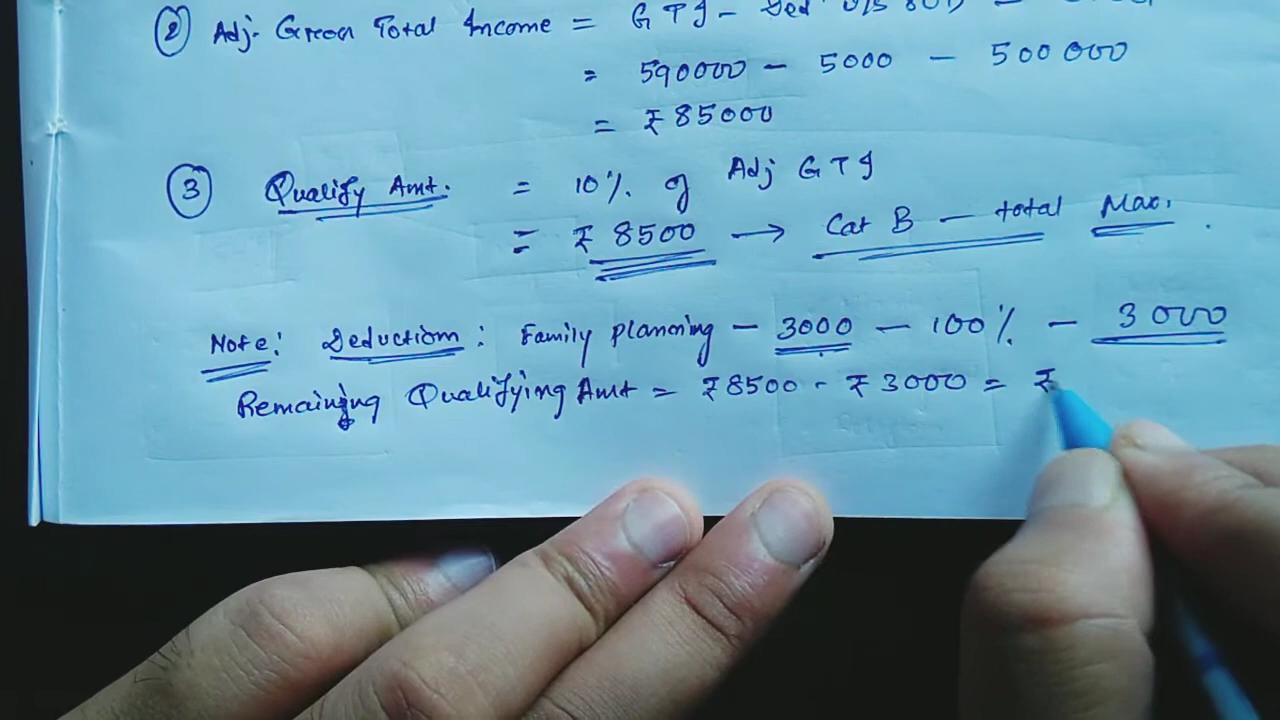 ② Adj. Gross Total Income = G T I -
= 590000 - 5000 - 500000
= ₹ 85000
③ Qualify Amt. = 10% of Adj G T I
= ₹ 8500 → Cat B - total Max.
Note: Deduction: Family planning - 3000 - 100% - 3000
Remaining Qualifying Amt = ₹8500 - ₹3000 = ₹